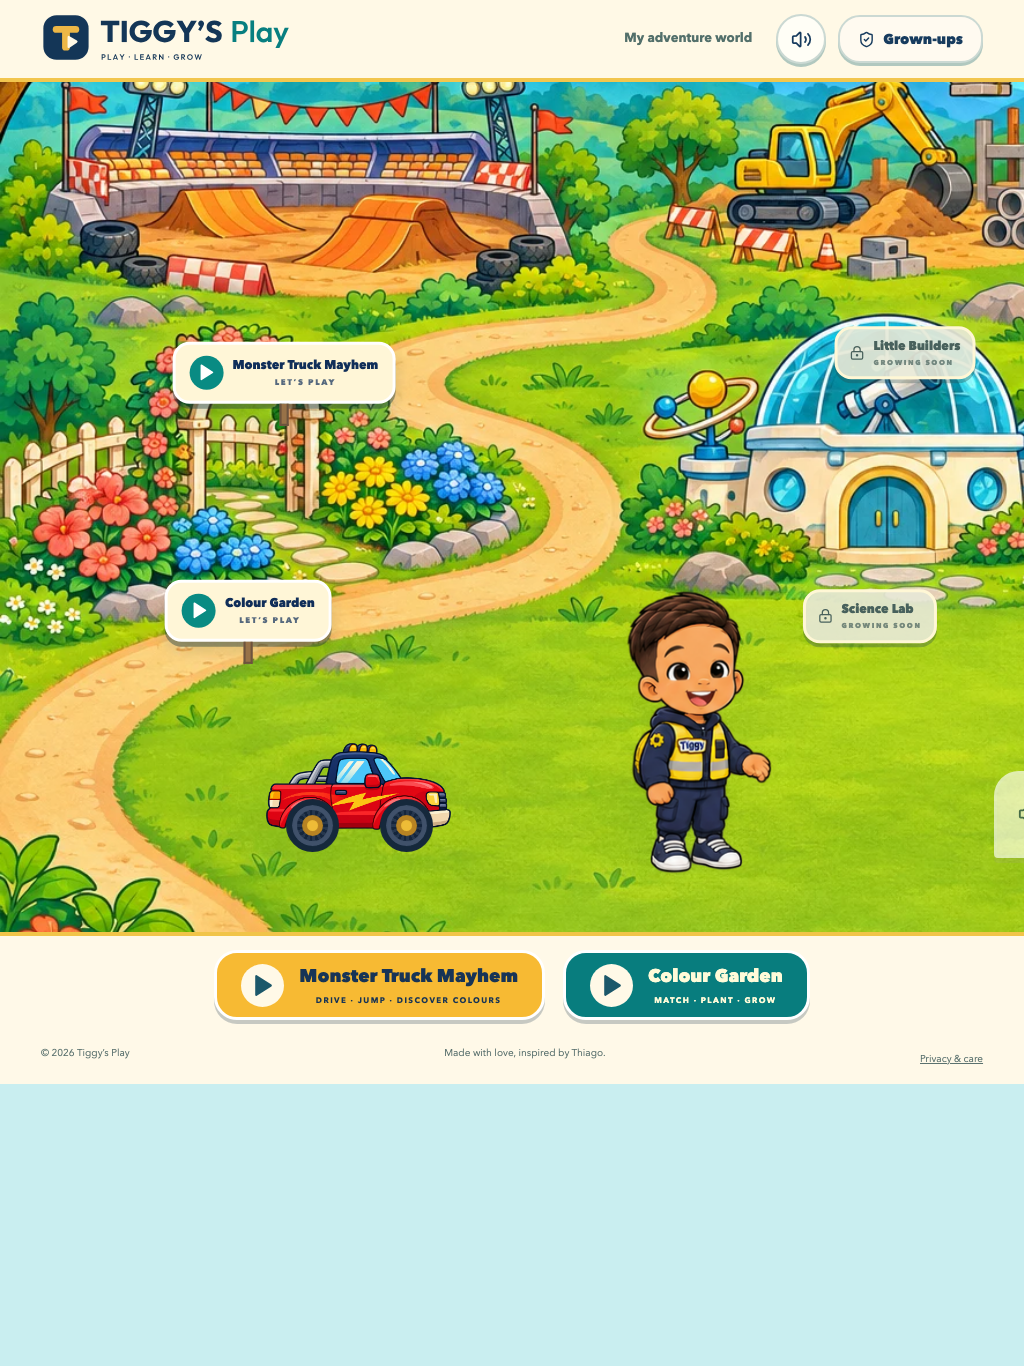 TIGGY'S Play
PLAY · LEARN · GROW
My adventure world
Grown-ups
Monster Truck Mayhem
LET'S PLAY
Little Builders
GROWING SOON
Colour Garden
LET'S PLAY
Science Lab
GROWING SOON
Tiggy
Monster Truck Mayhem
DRIVE · JUMP · DISCOVER COLOURS
Colour Garden
MATCH · PLANT · GROW
© 2026 Tiggy's Play
Made with love, inspired by Thiago.
Privacy & care